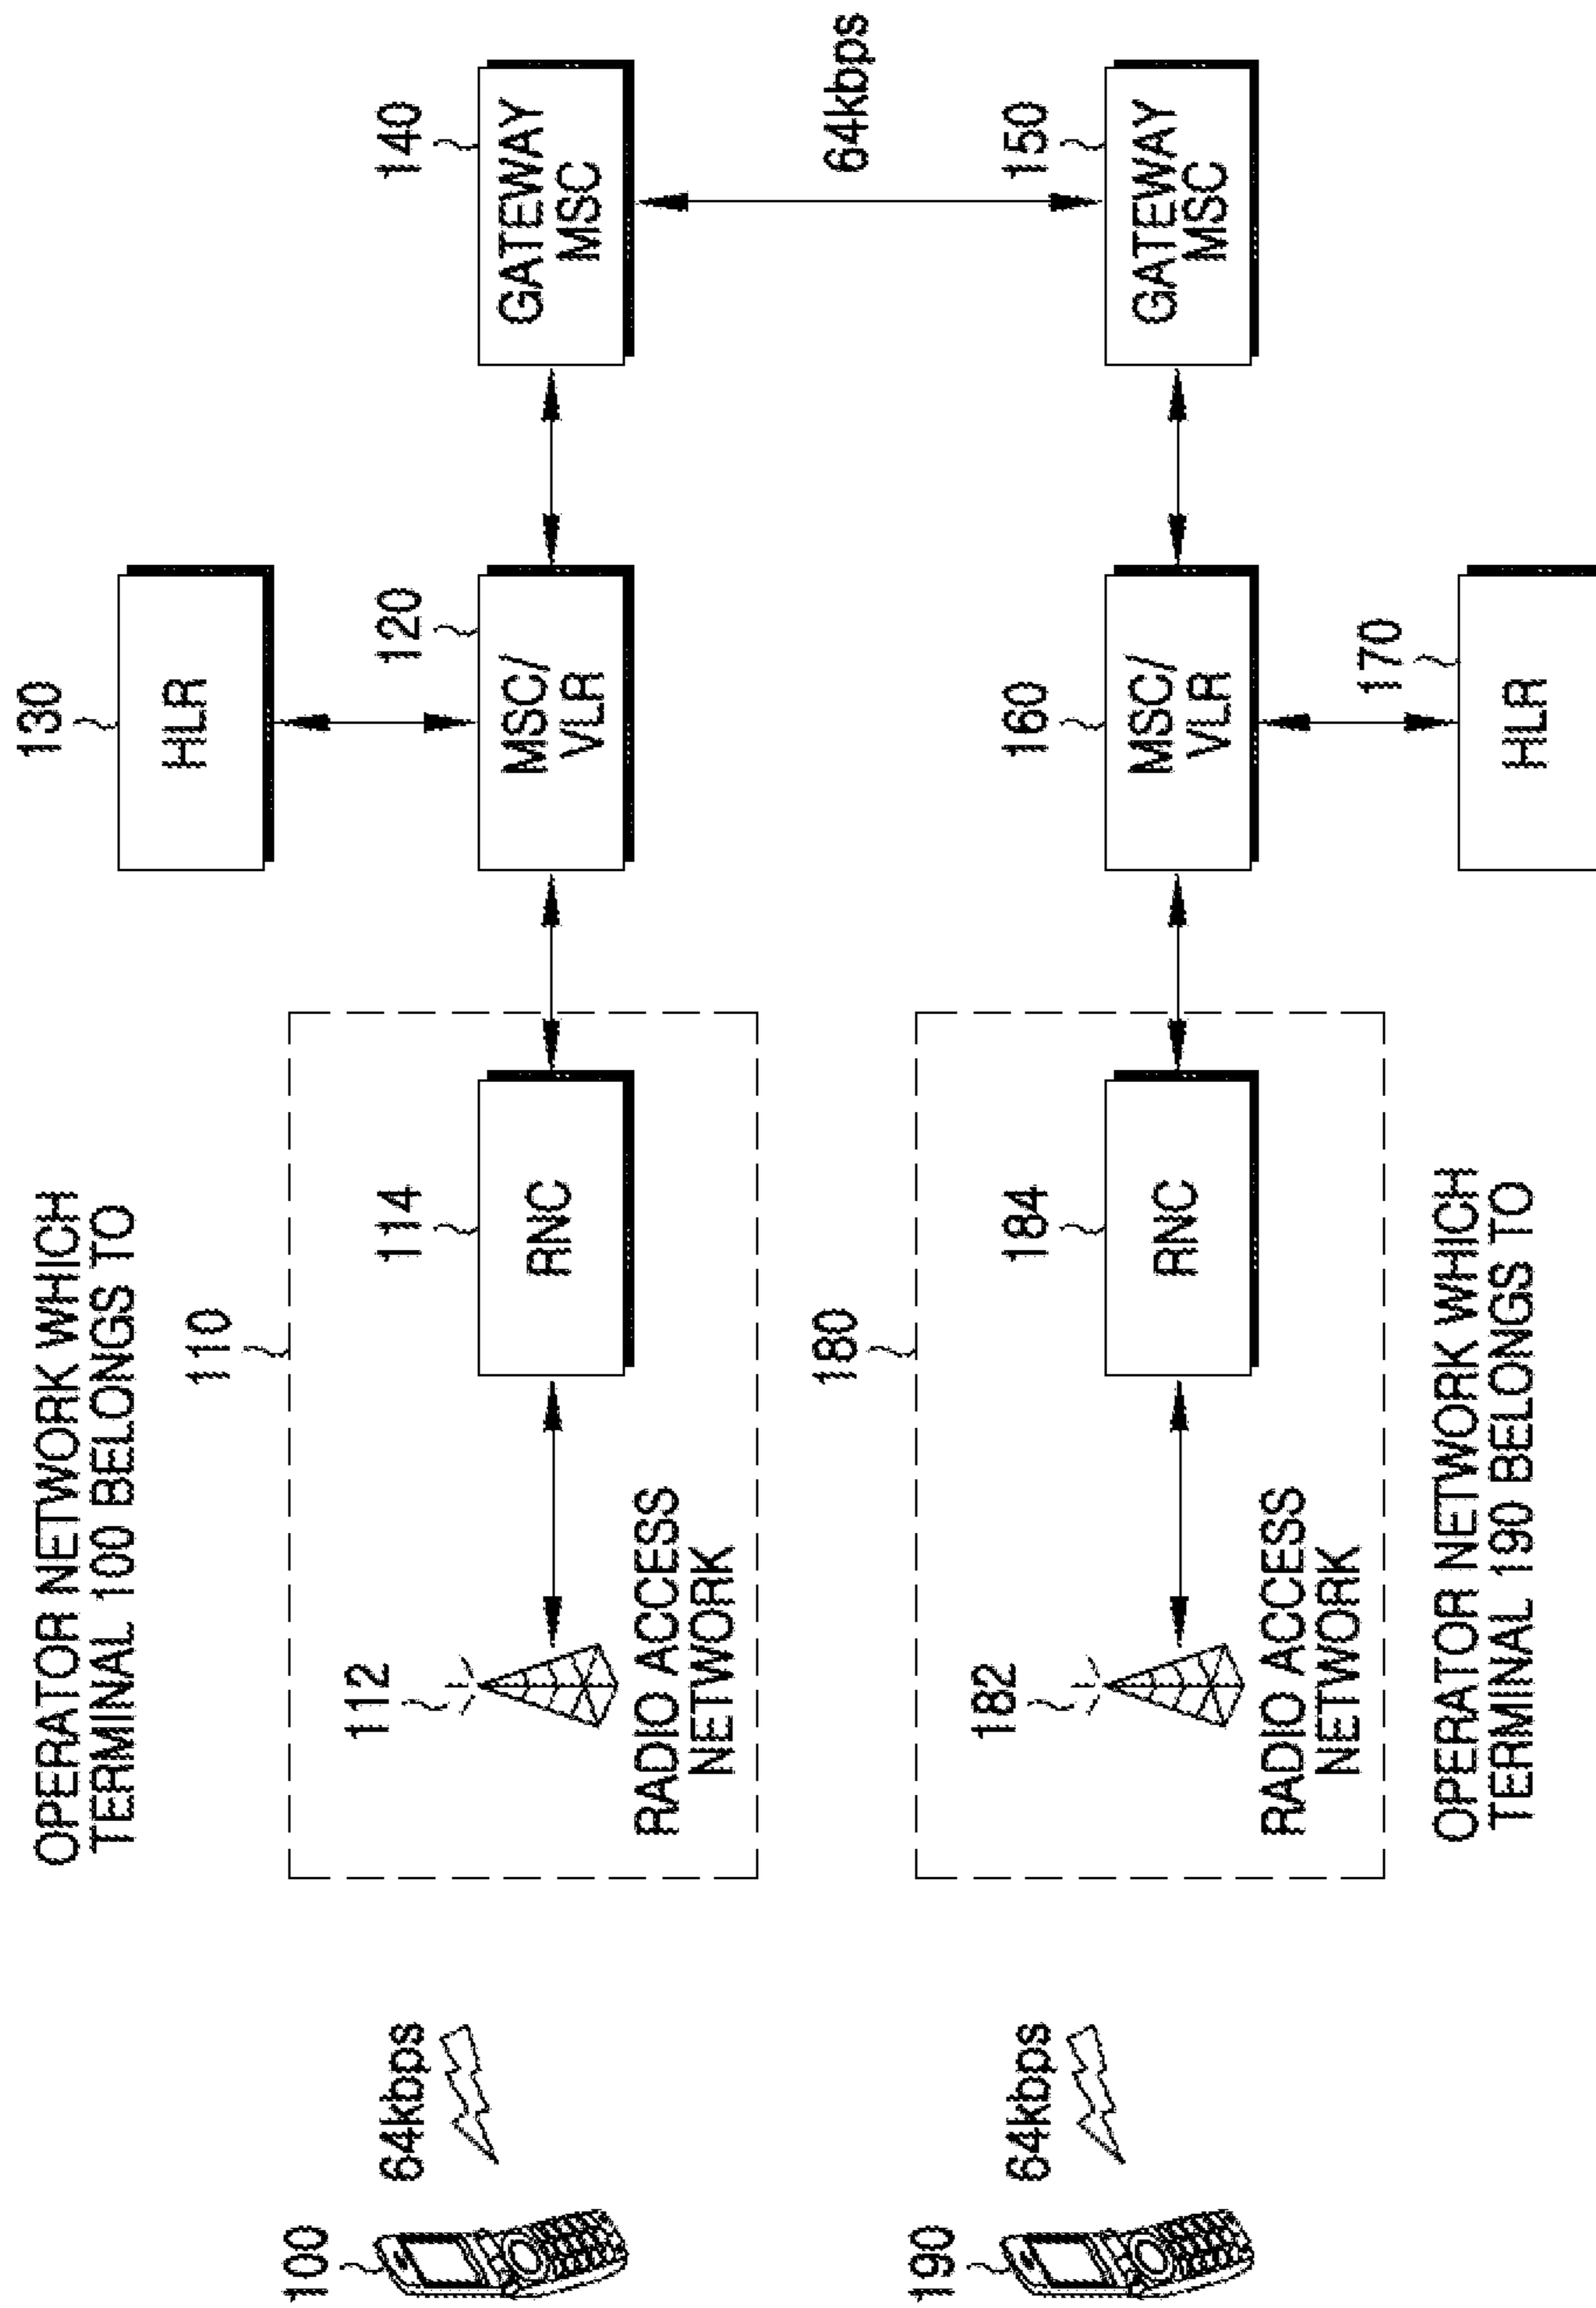 OPERATOR NETWORK WHICH
TERMINAL 100 BELONGS TO
130
HLR
110
100
64kbps
112
114
RNC
120
MSC/
VLR
140
GATEWAY
MSC
RADIO ACCESS
NETWORK
64kbps
180
190
64kbps
182
184
RNC
160
MSC/
VLR
150
GATEWAY
MSC
RADIO ACCESS
NETWORK
170
HLR
OPERATOR NETWORK WHICH
TERMINAL 190 BELONGS TO